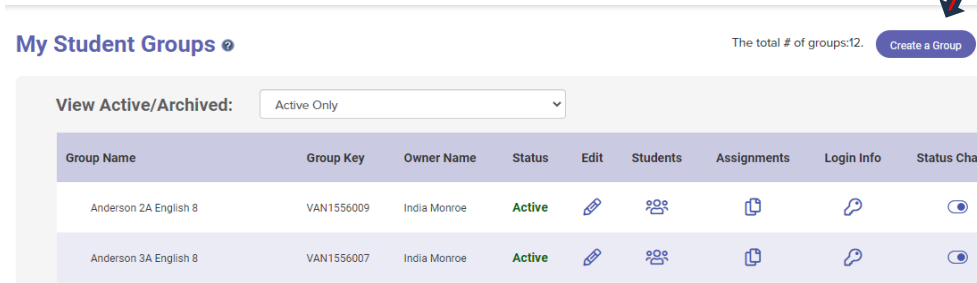 My Student Groups ?
The total # of groups:12.
Create a Group
View Active/Archived:
Active Only
Group Name Group Key Owner Name Status Edit Students Assignments Login Info Status Cha
Anderson 2A English 8 VAN1556009 India Monroe Active
Anderson 3A English 8 VAN1556007 India Monroe Active